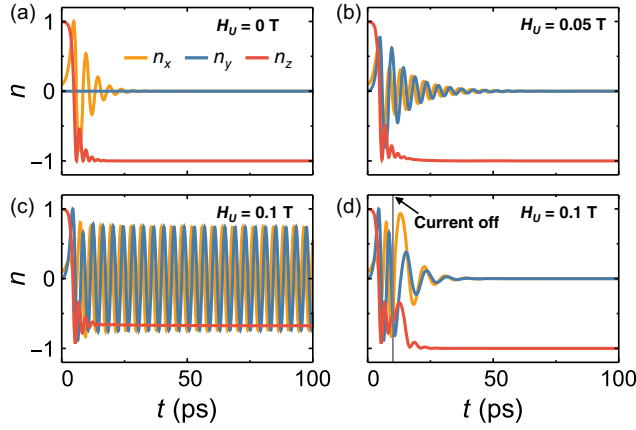 (a)
H_U = 0 T
n_x
n_y
n_z
1
0
−1
n
(b)
H_U = 0.05 T
(c)
H_U = 0.1 T
1
0
−1
n
0
50
100
t (ps)
(d)
H_U = 0.1 T
Current off
0
50
100
t (ps)